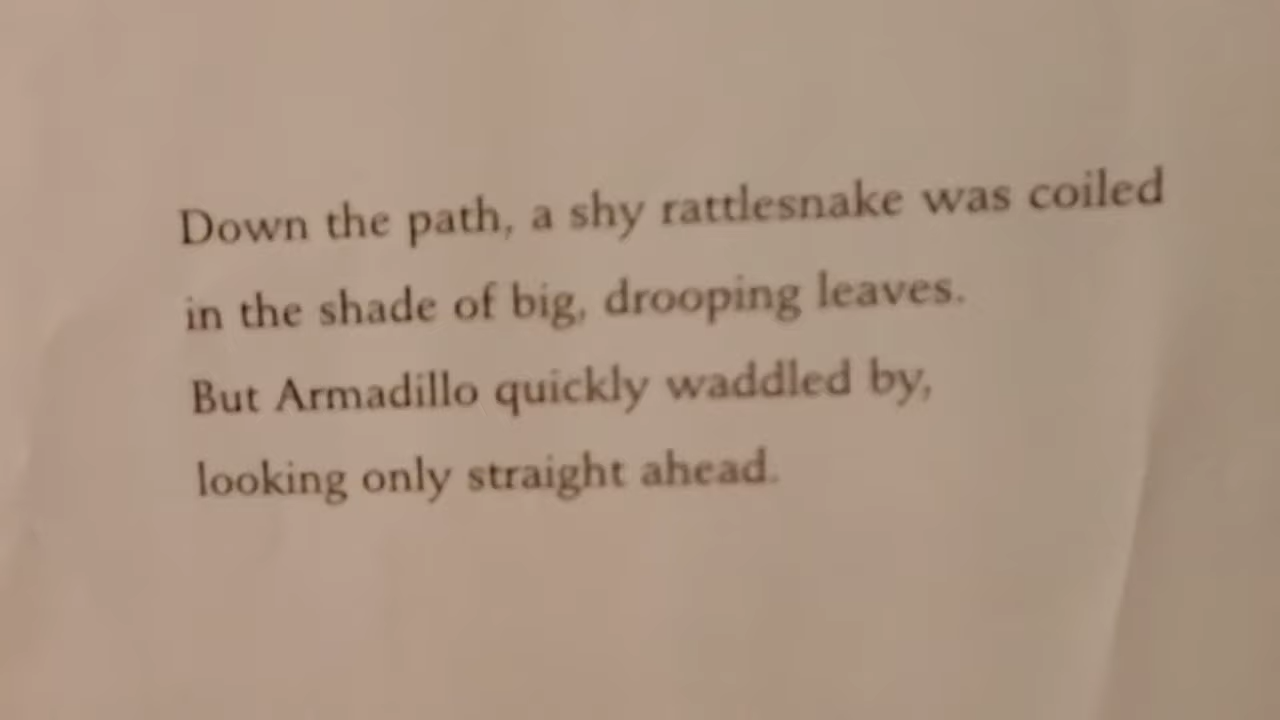 Down the path, a shy rattlesnake was coiled
in the shade of big, drooping leaves.
But Armadillo quickly waddled by,
looking only straight ahead.